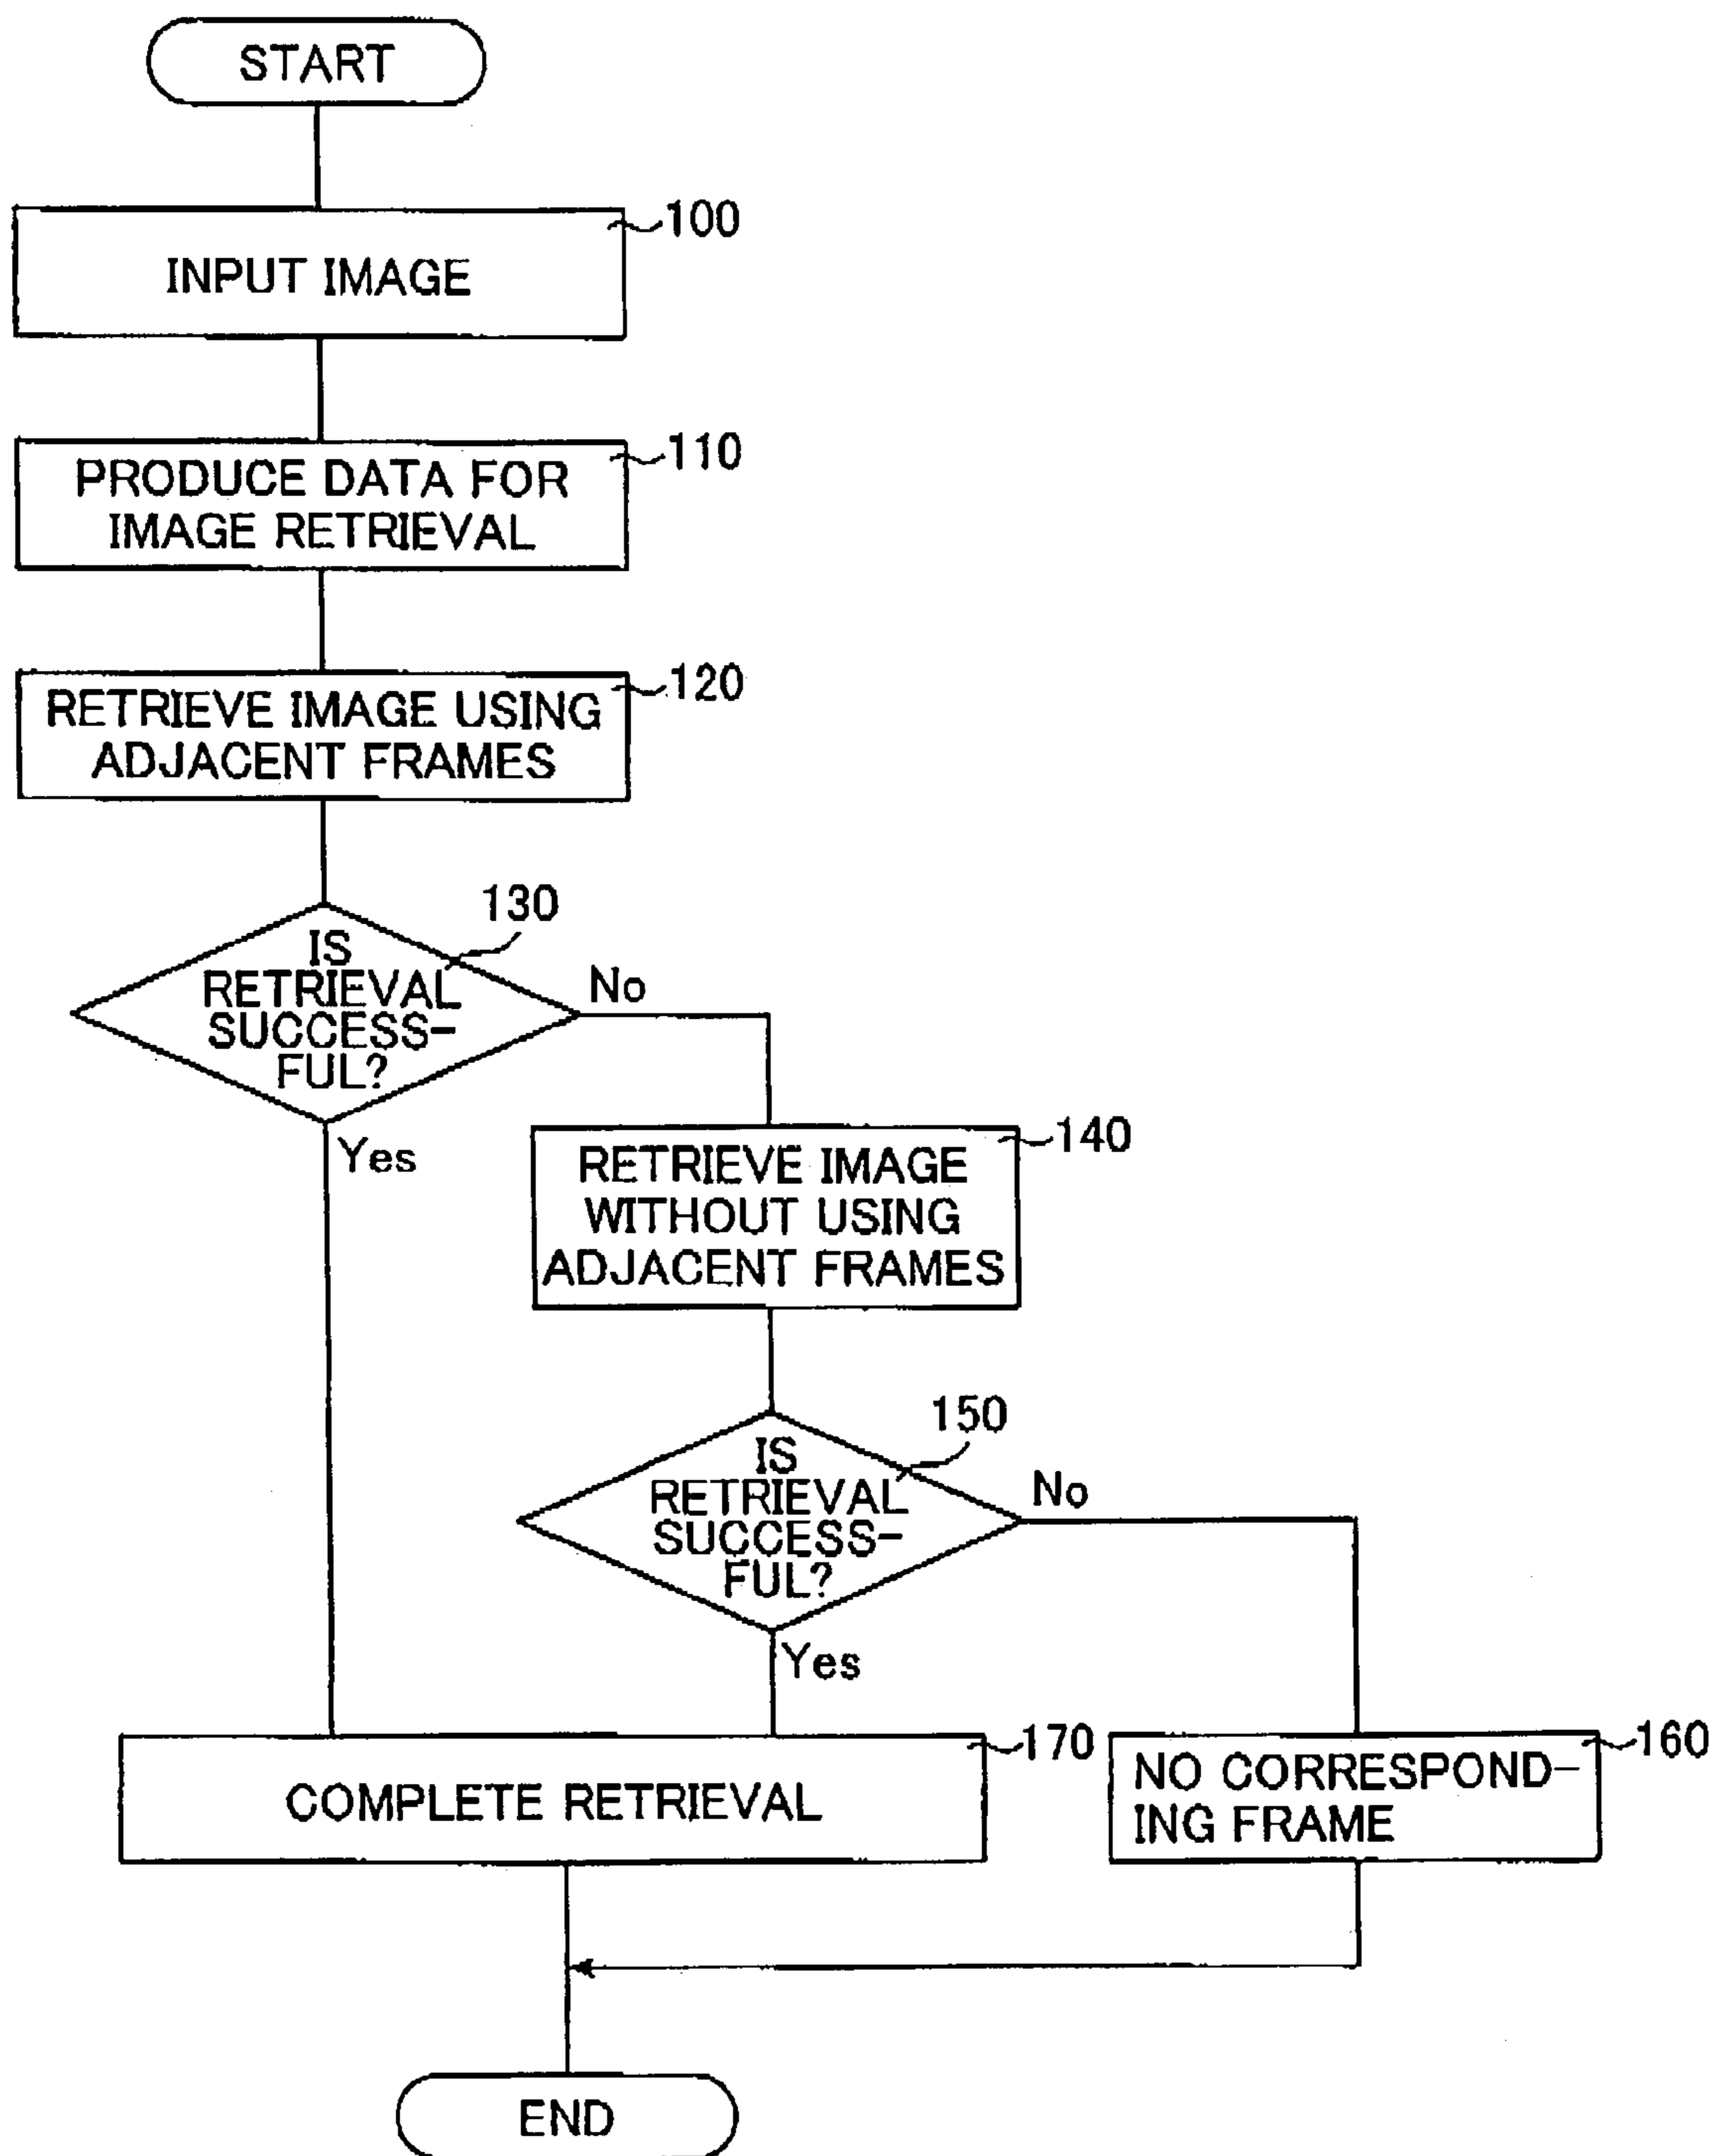 START
100
INPUT IMAGE
110
PRODUCE DATA FOR
IMAGE RETRIEVAL
120
RETRIEVE IMAGE USING
ADJACENT FRAMES
130
IS
RETRIEVAL
SUCCESS-
FUL?
No
Yes
140
RETRIEVE IMAGE
WITHOUT USING
ADJACENT FRAMES
150
IS
RETRIEVAL
SUCCESS-
FUL?
No
Yes
170
COMPLETE RETRIEVAL
160
NO CORRESPOND-
ING FRAME
END